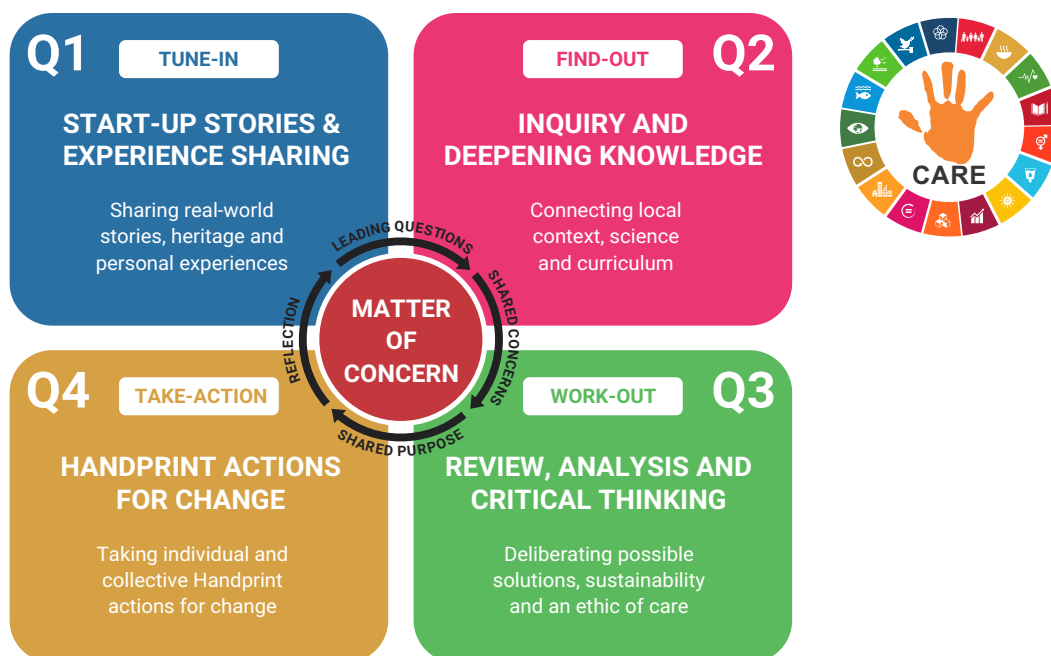 Q1
TUNE-IN
START-UP STORIES &
EXPERIENCE SHARING
Sharing real-world
stories, heritage and
personal experiences
FIND-OUT
Q2
INQUIRY AND
DEEPENING KNOWLEDGE
Connecting local
context, science
and curriculum
LEADING QUESTIONS
SHARED CONCERNS
SHARED PURPOSE
REFLECTION
MATTER
OF
CONCERN
Q4
TAKE-ACTION
HANDPRINT ACTIONS
FOR CHANGE
Taking individual and
collective Handprint
actions for change
WORK-OUT
Q3
REVIEW, ANALYSIS AND
CRITICAL THINKING
Deliberating possible
solutions, sustainability
and an ethic of care
CARE